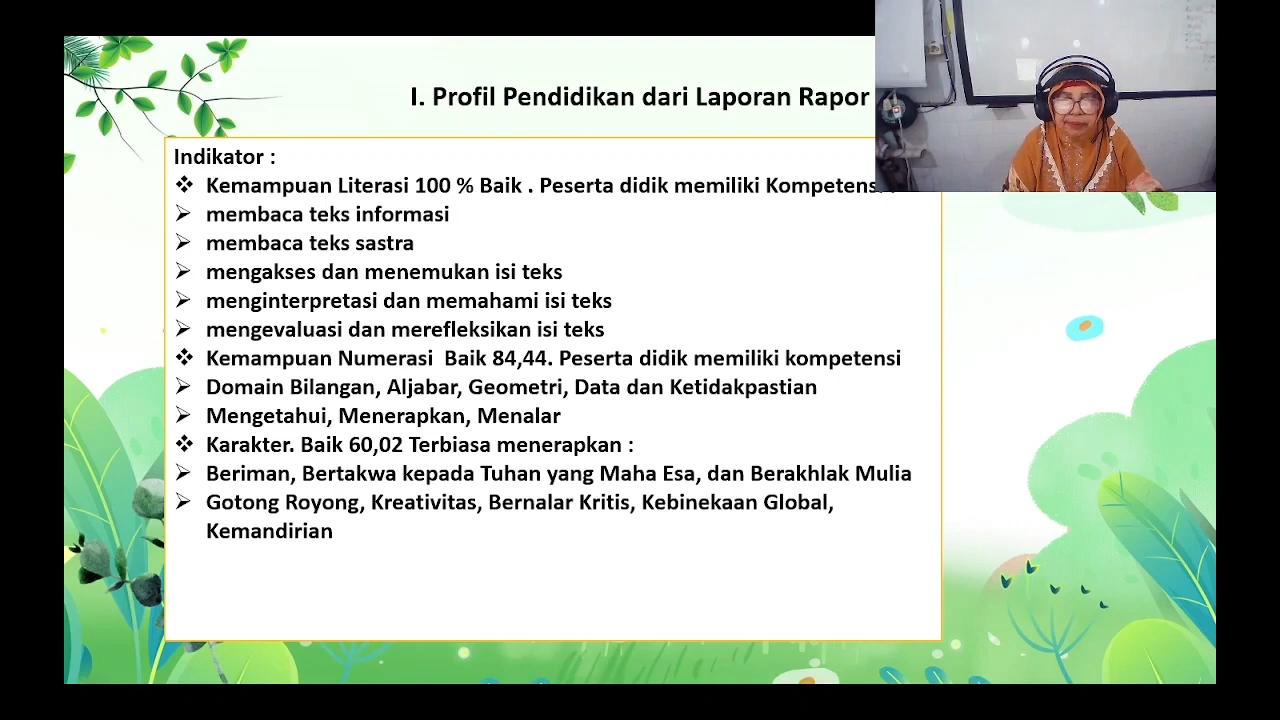 I. Profil Pendidikan dari Laporan Rapor
Indikator :
❖ Kemampuan Literasi 100 % Baik . Peserta didik memiliki
➢ membaca teks informasi
➢ membaca teks sastra
➢ mengakses dan menemukan isi teks
➢ menginterpretasi dan memahami isi teks
➢ mengevaluasi dan merefleksikan isi teks
❖ Kemampuan Numerasi Baik 84,44. Peserta didik memiliki kompetensi
➢ Domain Bilangan, Aljabar, Geometri, Data dan Ketidakpastian
➢ Mengetahui, Menerapkan, Menalar
❖ Karakter. Baik 60,02 Terbiasa menerapkan :
➢ Beriman, Bertakwa kepada Tuhan yang Maha Esa, dan Berakhlak Mulia
➢ Gotong Royong, Kreativitas, Bernalar Kritis, Kebinekaan Global,
Kemandirian